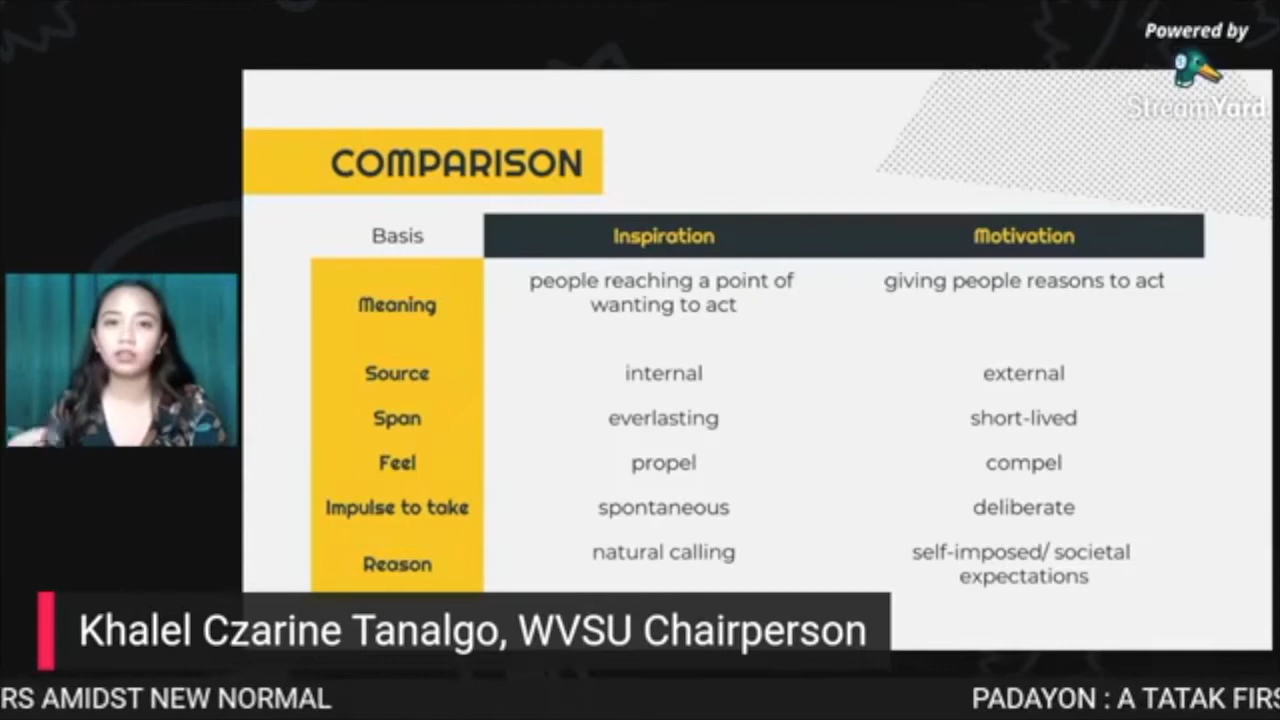 Powered by
StreamYard
COMPARISON
Basis Inspiration Motivation
Meaning people reaching a point of wanting to act giving people reasons to act
Source internal external
Span everlasting short-lived
Feel propel compel
Impulse to take spontaneous deliberate
Reason natural calling self-imposed/ societal expectations
Khalel Czarine Tanalgo, WVSU Chairperson
RS AMIDST NEW NORMAL PADAYON : A TATAK FIRS